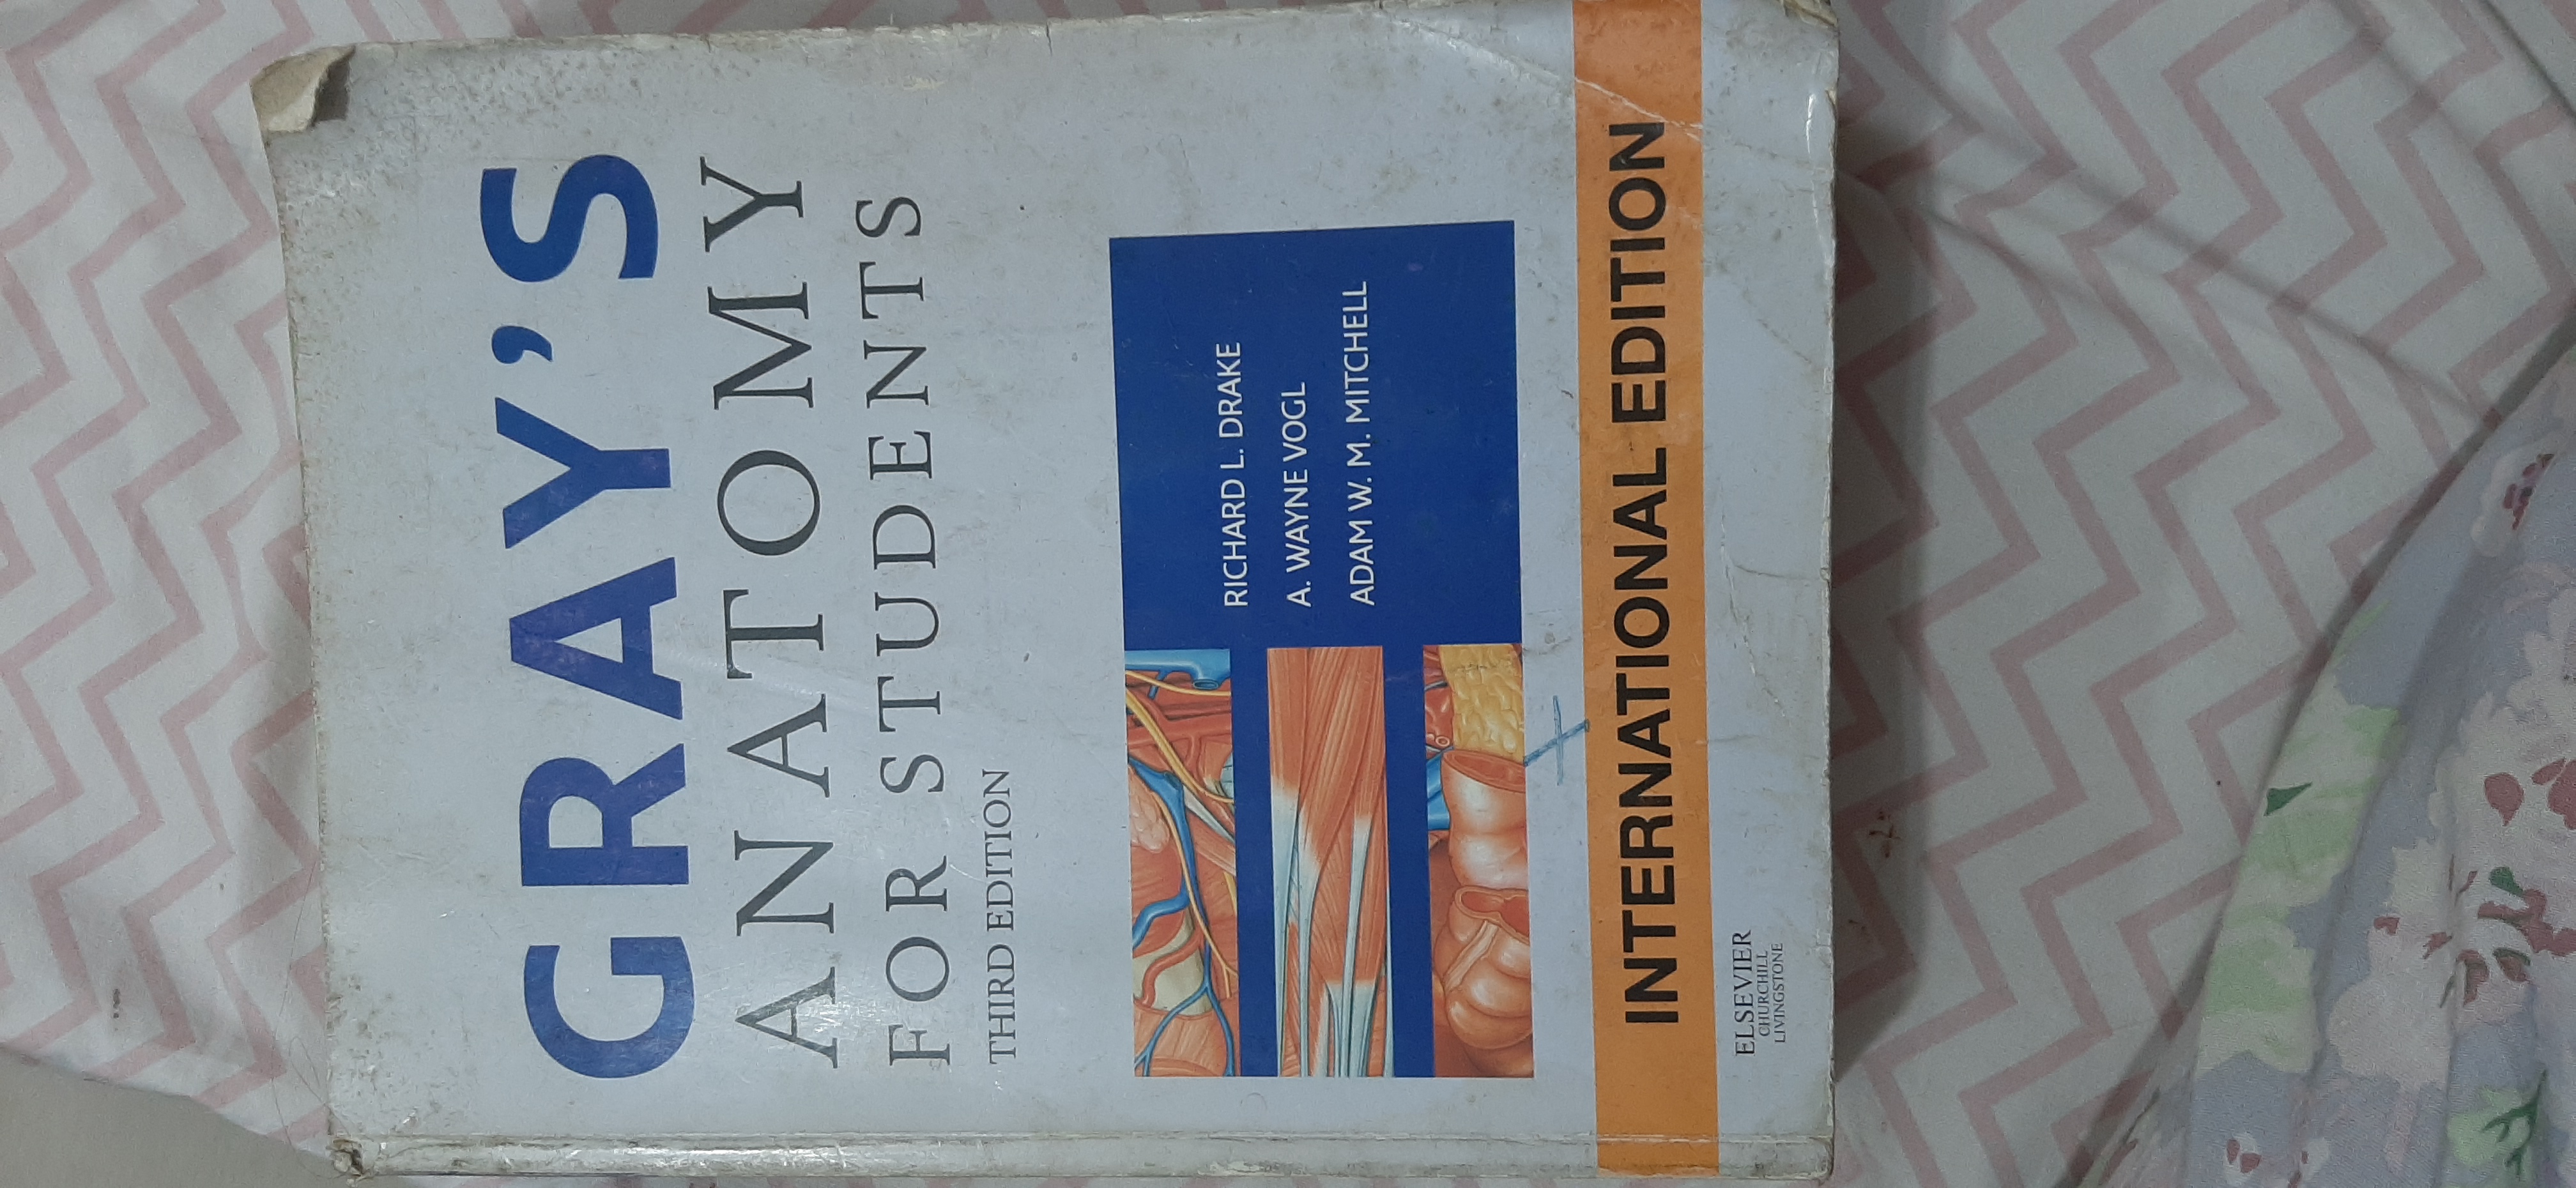 GRAY'S
ANATOMY
FOR STUDENTS
THIRD EDITION
RICHARD L. DRAKE
A. WAYNE VOGL
ADAM W. M. MITCHELL
INTERNATIONAL EDITION
ELSEVIER
CHURCHILL
LIVINGSTONE